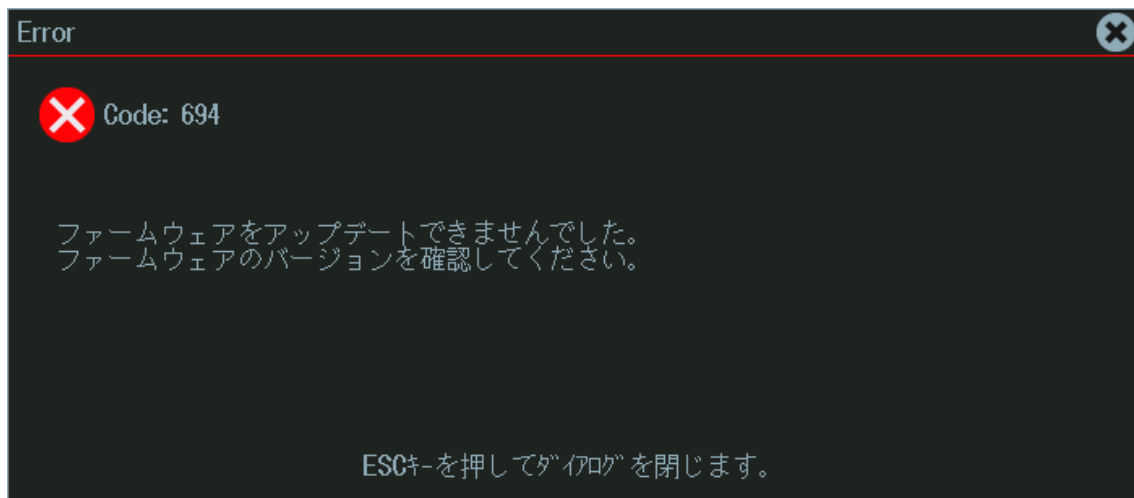 Error
Code: 694
ファームウェアをアップデートできませんでした。
ファームウェアのバージョンを確認してください。
ESCｷｰを押してﾀﾞｲｱﾛｸﾞを閉じます。